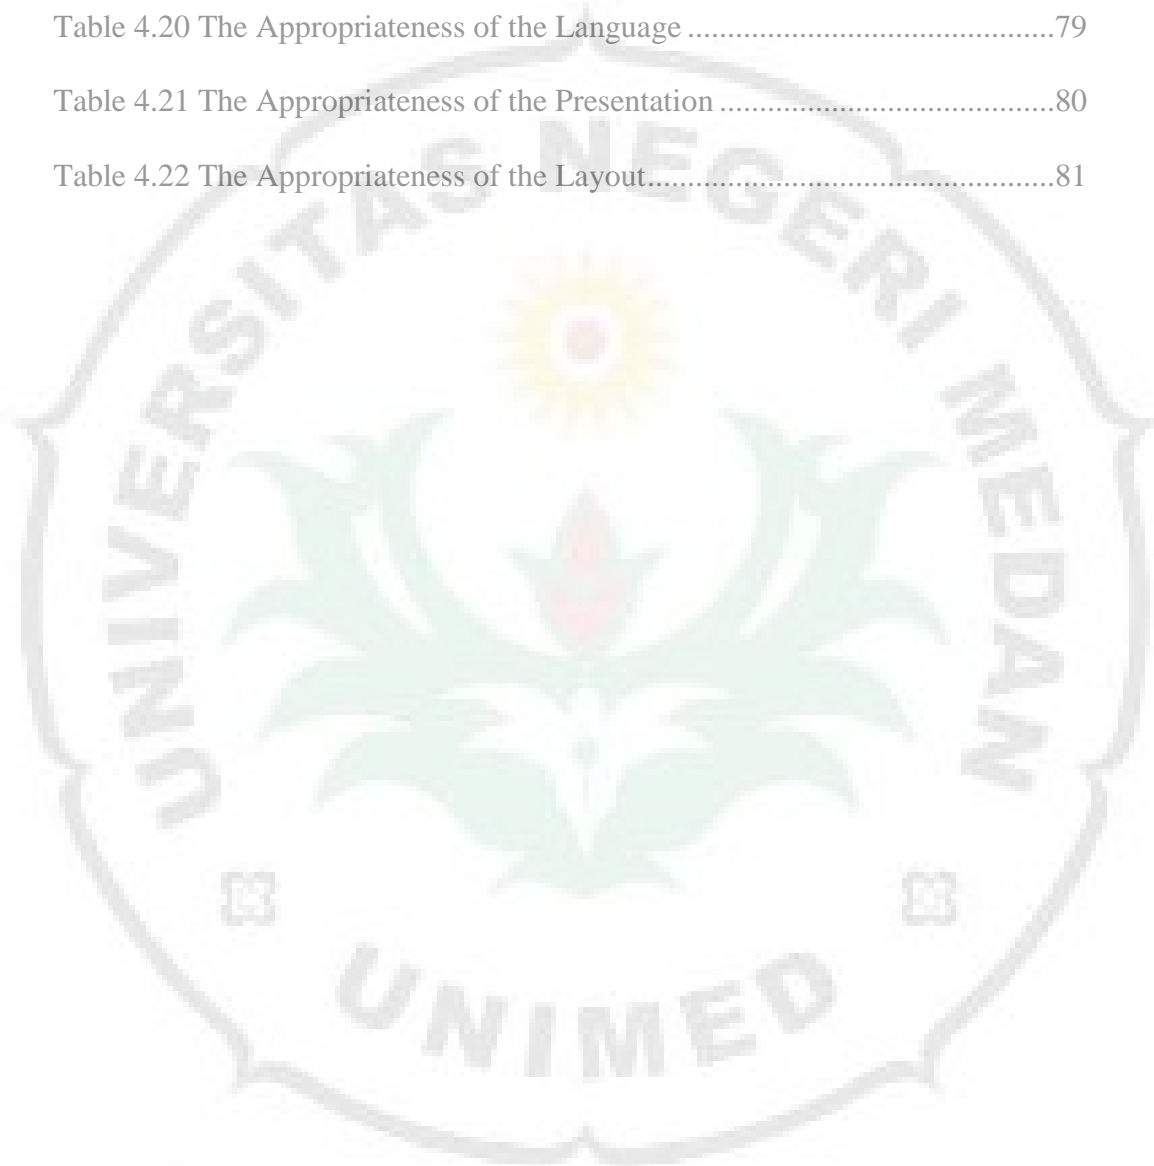 Table 4.20 The Appropriateness of the Language ............................................79
Table 4.21 The Appropriateness of the Presentation ........................................80
Table 4.22 The Appropriateness of the Layout.................................................81
UNIVERSITAS NEGERI MEDAN
UNIMED